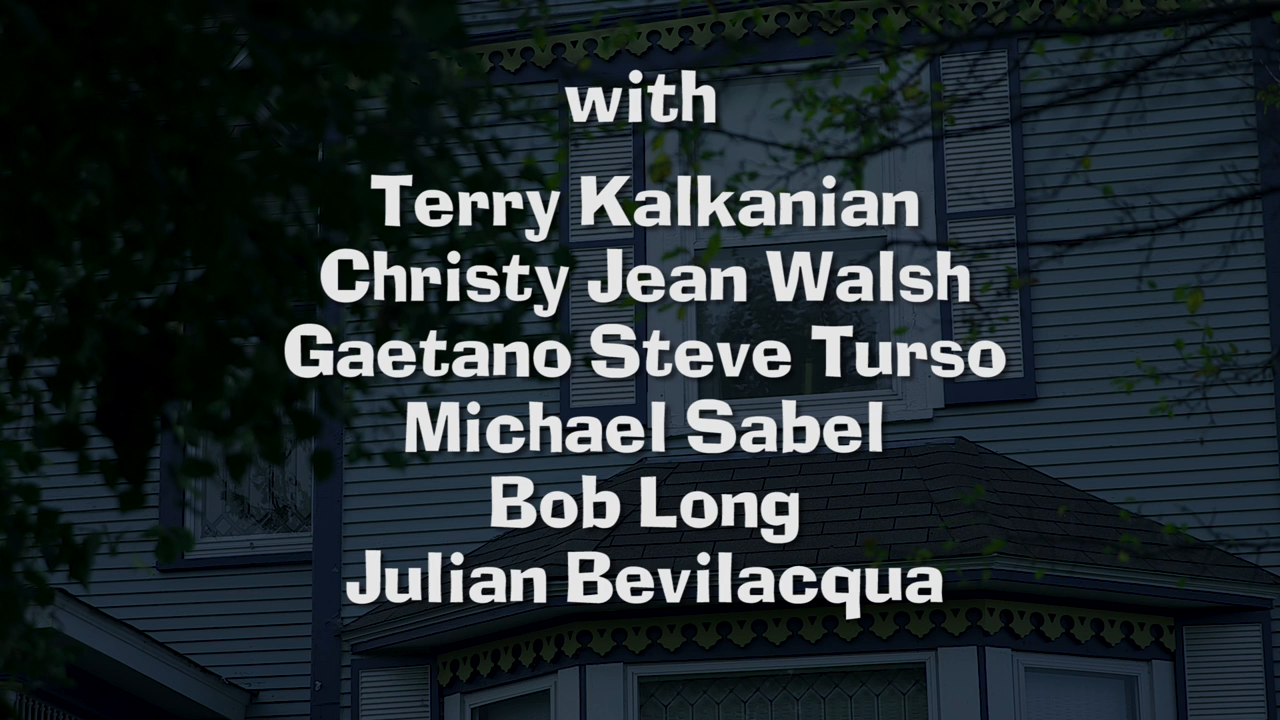 with
Terry Kalkanian
Christy Jean Walsh
Gaetano Steve Turso
Michael Sabel
Bob Long
Julian Bevilacqua